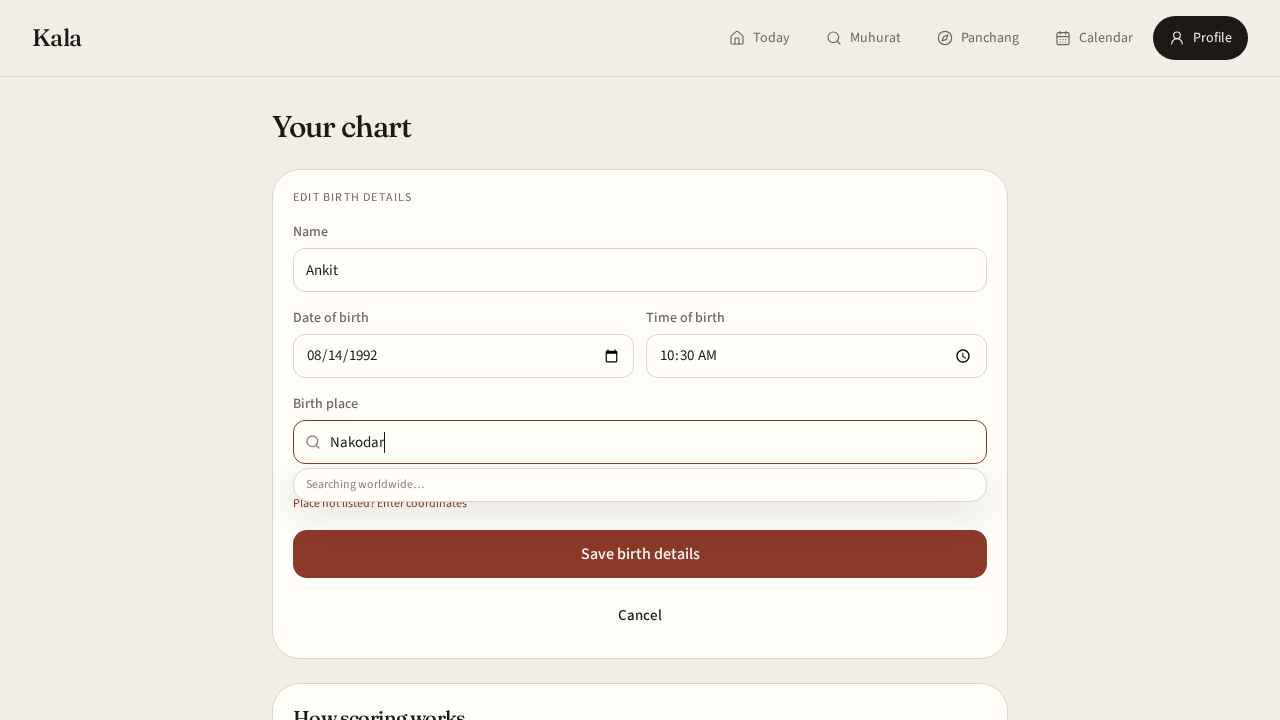 Kala
Today
Muhurat
Panchang
Calendar
Profile
Your chart
EDIT BIRTH DETAILS
Name
Ankit
Date of birth
Time of birth
08/14/1992
10:30 AM
Birth place
Nakodar
Searching worldwide...
Place not listed? Enter coordinates
Save birth details
Cancel
How scoring works